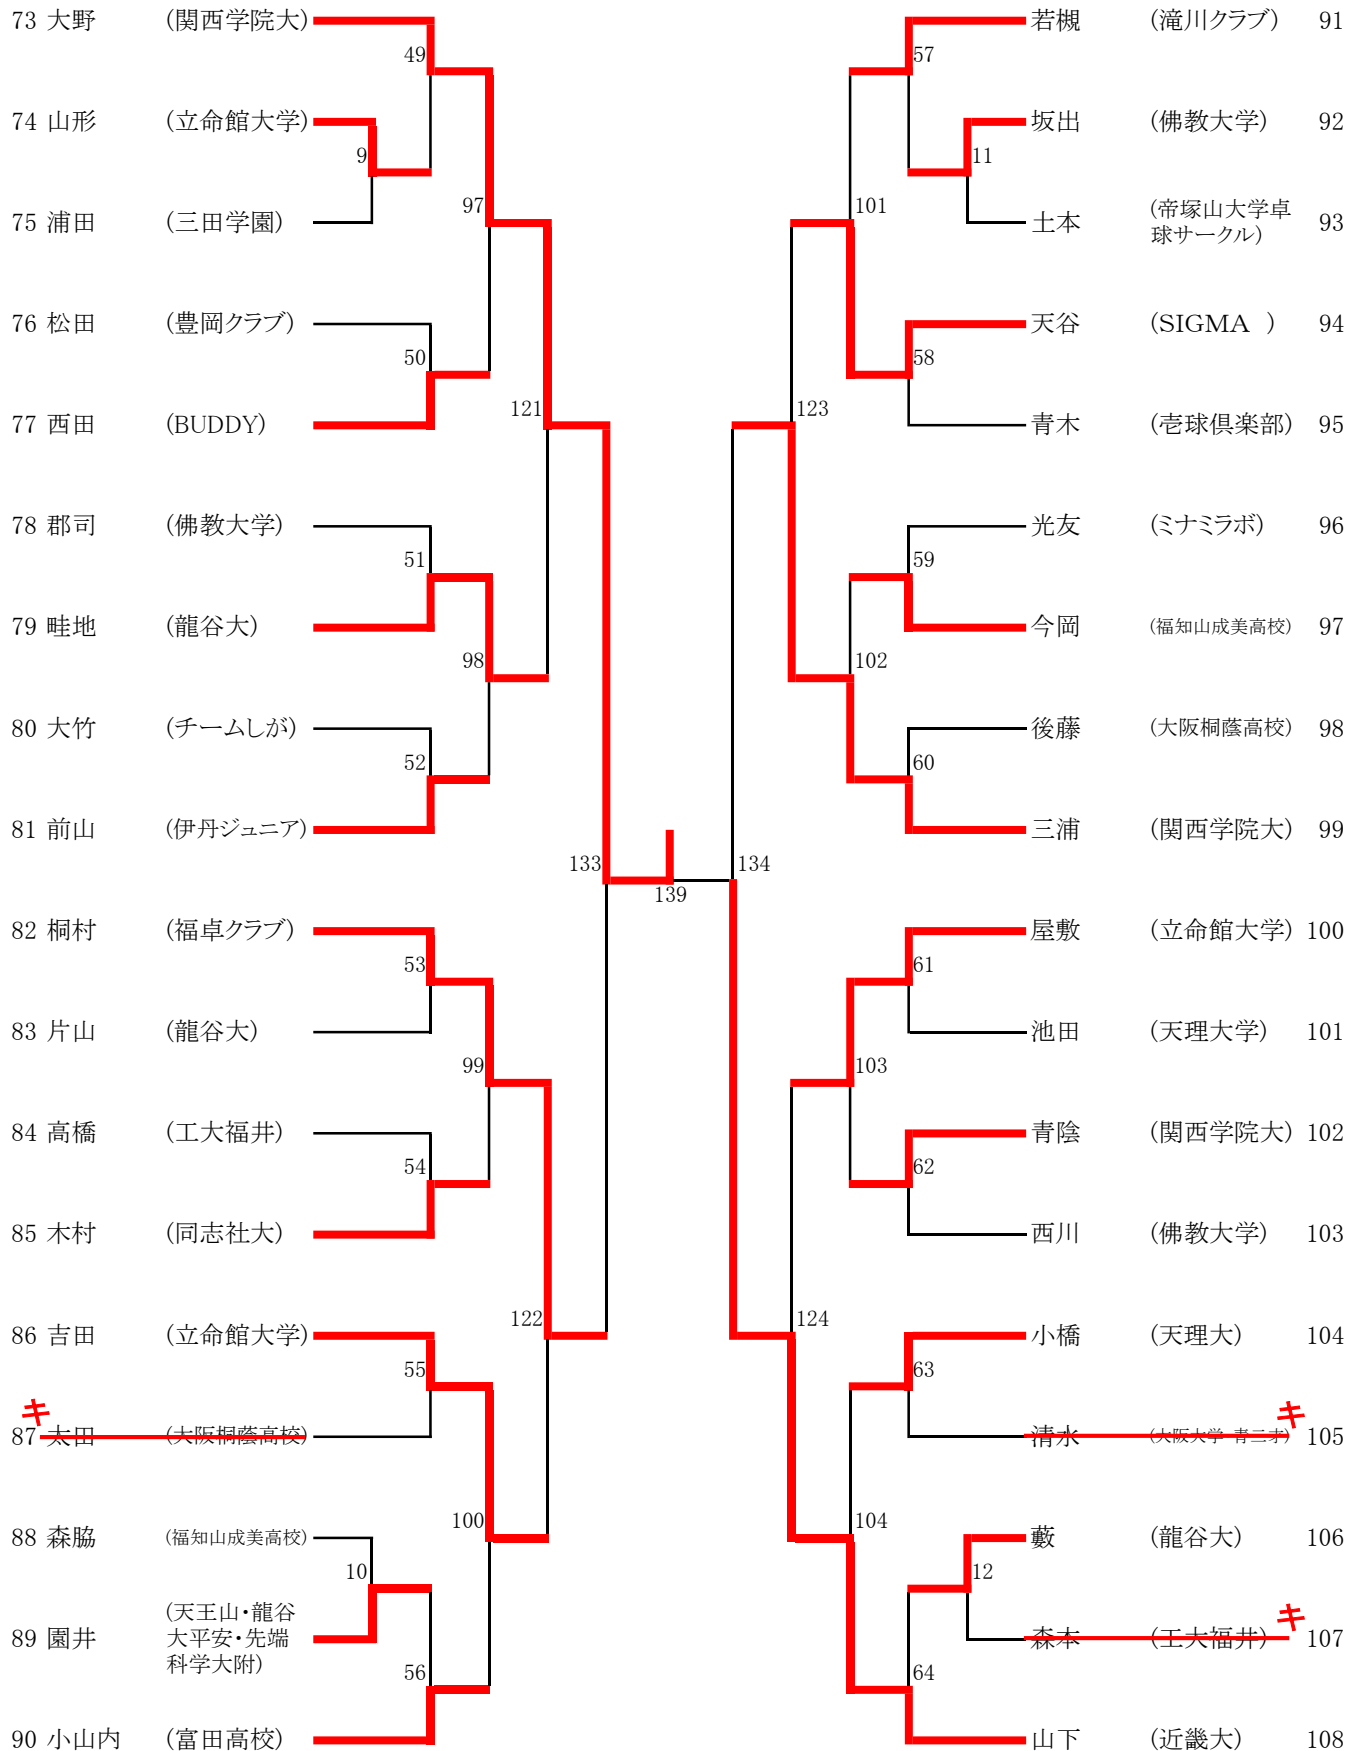 73 大野 (関西学院大)
49
74 山形 (立命館大学)
9
75 浦田 (三田学園)
97
76 松田 (豊岡クラブ)
50
77 西田 (BUDDY)
121
78 郡司 (佛教大学)
51
79 畦地 (龍谷大)
98
80 大竹 (チームしが)
52
81 前山 (伊丹ジュニア)
133
82 桐村 (福卓クラブ)
53
83 片山 (龍谷大)
99
84 高橋 (工大福井)
54
85 木村 (同志社大)
122
86 吉田 (立命館大学)
55
キ
87 太田 (大阪桐蔭高校)
100
88 森脇 (福知山成美高校)
10
89 園井 (天王山・龍谷
大平安・先端
科学大附)
56
90 小山内 (富田高校)
139
若槻 (滝川クラブ) 91
57
坂出 (佛教大学) 92
11
土本 (帝塚山大学卓
球サークル) 93
101
天谷 (SIGMA ) 94
58
青木 (壱球倶楽部) 95
123
光友 (ミナミラボ) 96
59
今岡 (福知山成美高校) 97
102
後藤 (大阪桐蔭高校) 98
60
三浦 (関西学院大) 99
134
屋敷 (立命館大学) 100
61
池田 (天理大学) 101
103
青陰 (関西学院大) 102
62
西川 (佛教大学) 103
124
小橋 (天理大) 104
63
キ
清水 (大阪大学 青二才) 105
104
藪 (龍谷大) 106
12
キ
森本 (工大福井) 107
64
山下 (近畿大) 108